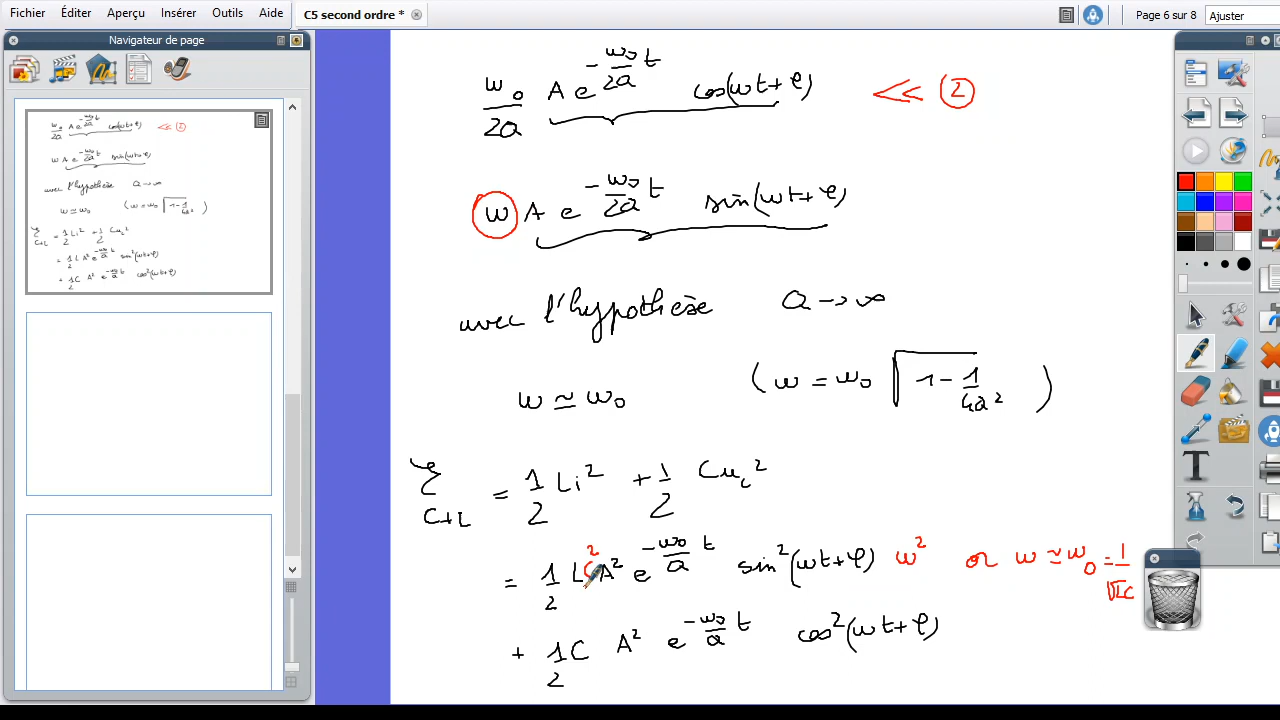 Fichier Éditer Aperçu Insérer Outils Aide
C5 second ordre *
Page 6 sur 8
Ajuster
Navigateur de page
ω₀/2Q A e^(-ω₀/2Q t) cos(ωt+φ) << ②
ω A e^(-ω₀/2Q t) sin(ωt+φ)
avec l'hypothèse Q → ∞
ω ≃ ω₀ (ω = ω₀ √(1 - 1/4Q²))
ξ C+L = 1/2 Li² + 1/2 Cu_c²
= 1/2 L C² A² e^(-ω₀/Q t) sin²(ωt+φ) ω² or ω ≃ ω₀ = 1/√LC
+ 1/2 C A² e^(-ω₀/Q t) cos²(ωt+φ)